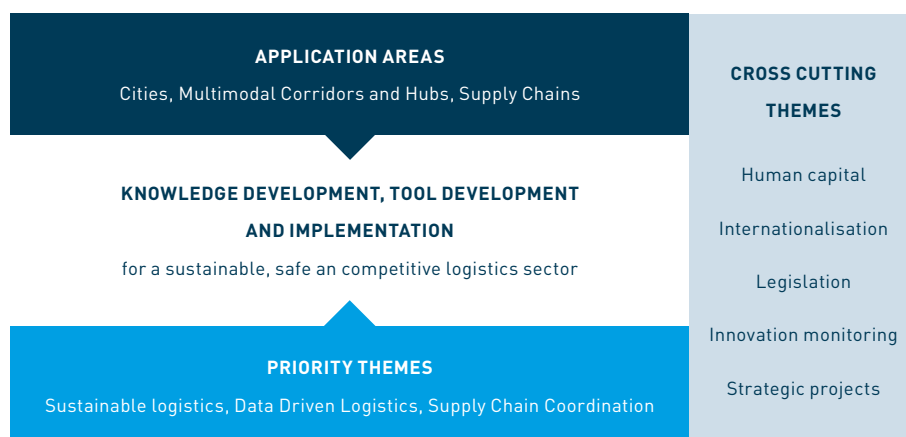 APPLICATION AREAS
Cities, Multimodal Corridors and Hubs, Supply Chains
KNOWLEDGE DEVELOPMENT, TOOL DEVELOPMENT
AND IMPLEMENTATION
for a sustainable, safe an competitive logistics sector
PRIORITY THEMES
Sustainable logistics, Data Driven Logistics, Supply Chain Coordination
CROSS CUTTING
THEMES
Human capital
Internationalisation
Legislation
Innovation monitoring
Strategic projects